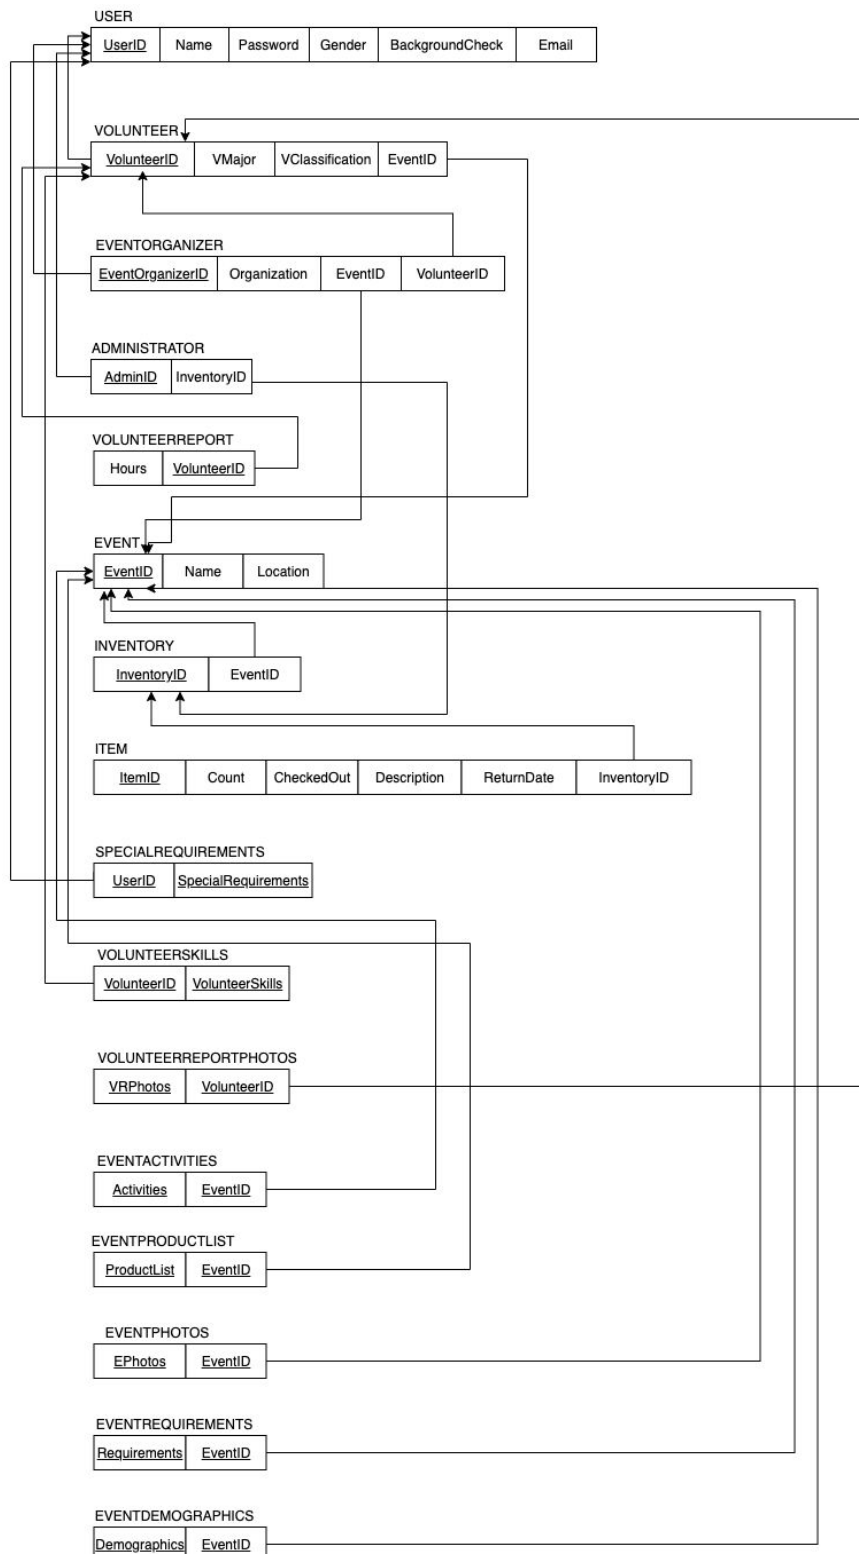 USER
UserID Name Password Gender BackgroundCheck Email
VOLUNTEER
VolunteerID VMajor VClassification EventID
EVENTORGANIZER
EventOrganizerID Organization EventID VolunteerID
ADMINISTRATOR
AdminID InventoryID
VOLUNTEERREPORT
Hours VolunteerID
EVENT
EventID Name Location
INVENTORY
InventoryID EventID
ITEM
ItemID Count CheckedOut Description ReturnDate InventoryID
SPECIALREQUIREMENTS
UserID SpecialRequirements
VOLUNTEERSKILLS
VolunteerID VolunteerSkills
VOLUNTEERREPORTPHOTOS
VRPhotos VolunteerID
EVENTACTIVITIES
Activities EventID
EVENTPRODUCTLIST
ProductList EventID
EVENTPHOTOS
EPhotos EventID
EVENTREQUIREMENTS
Requirements EventID
EVENTDEMOGRAPHICS
Demographics EventID